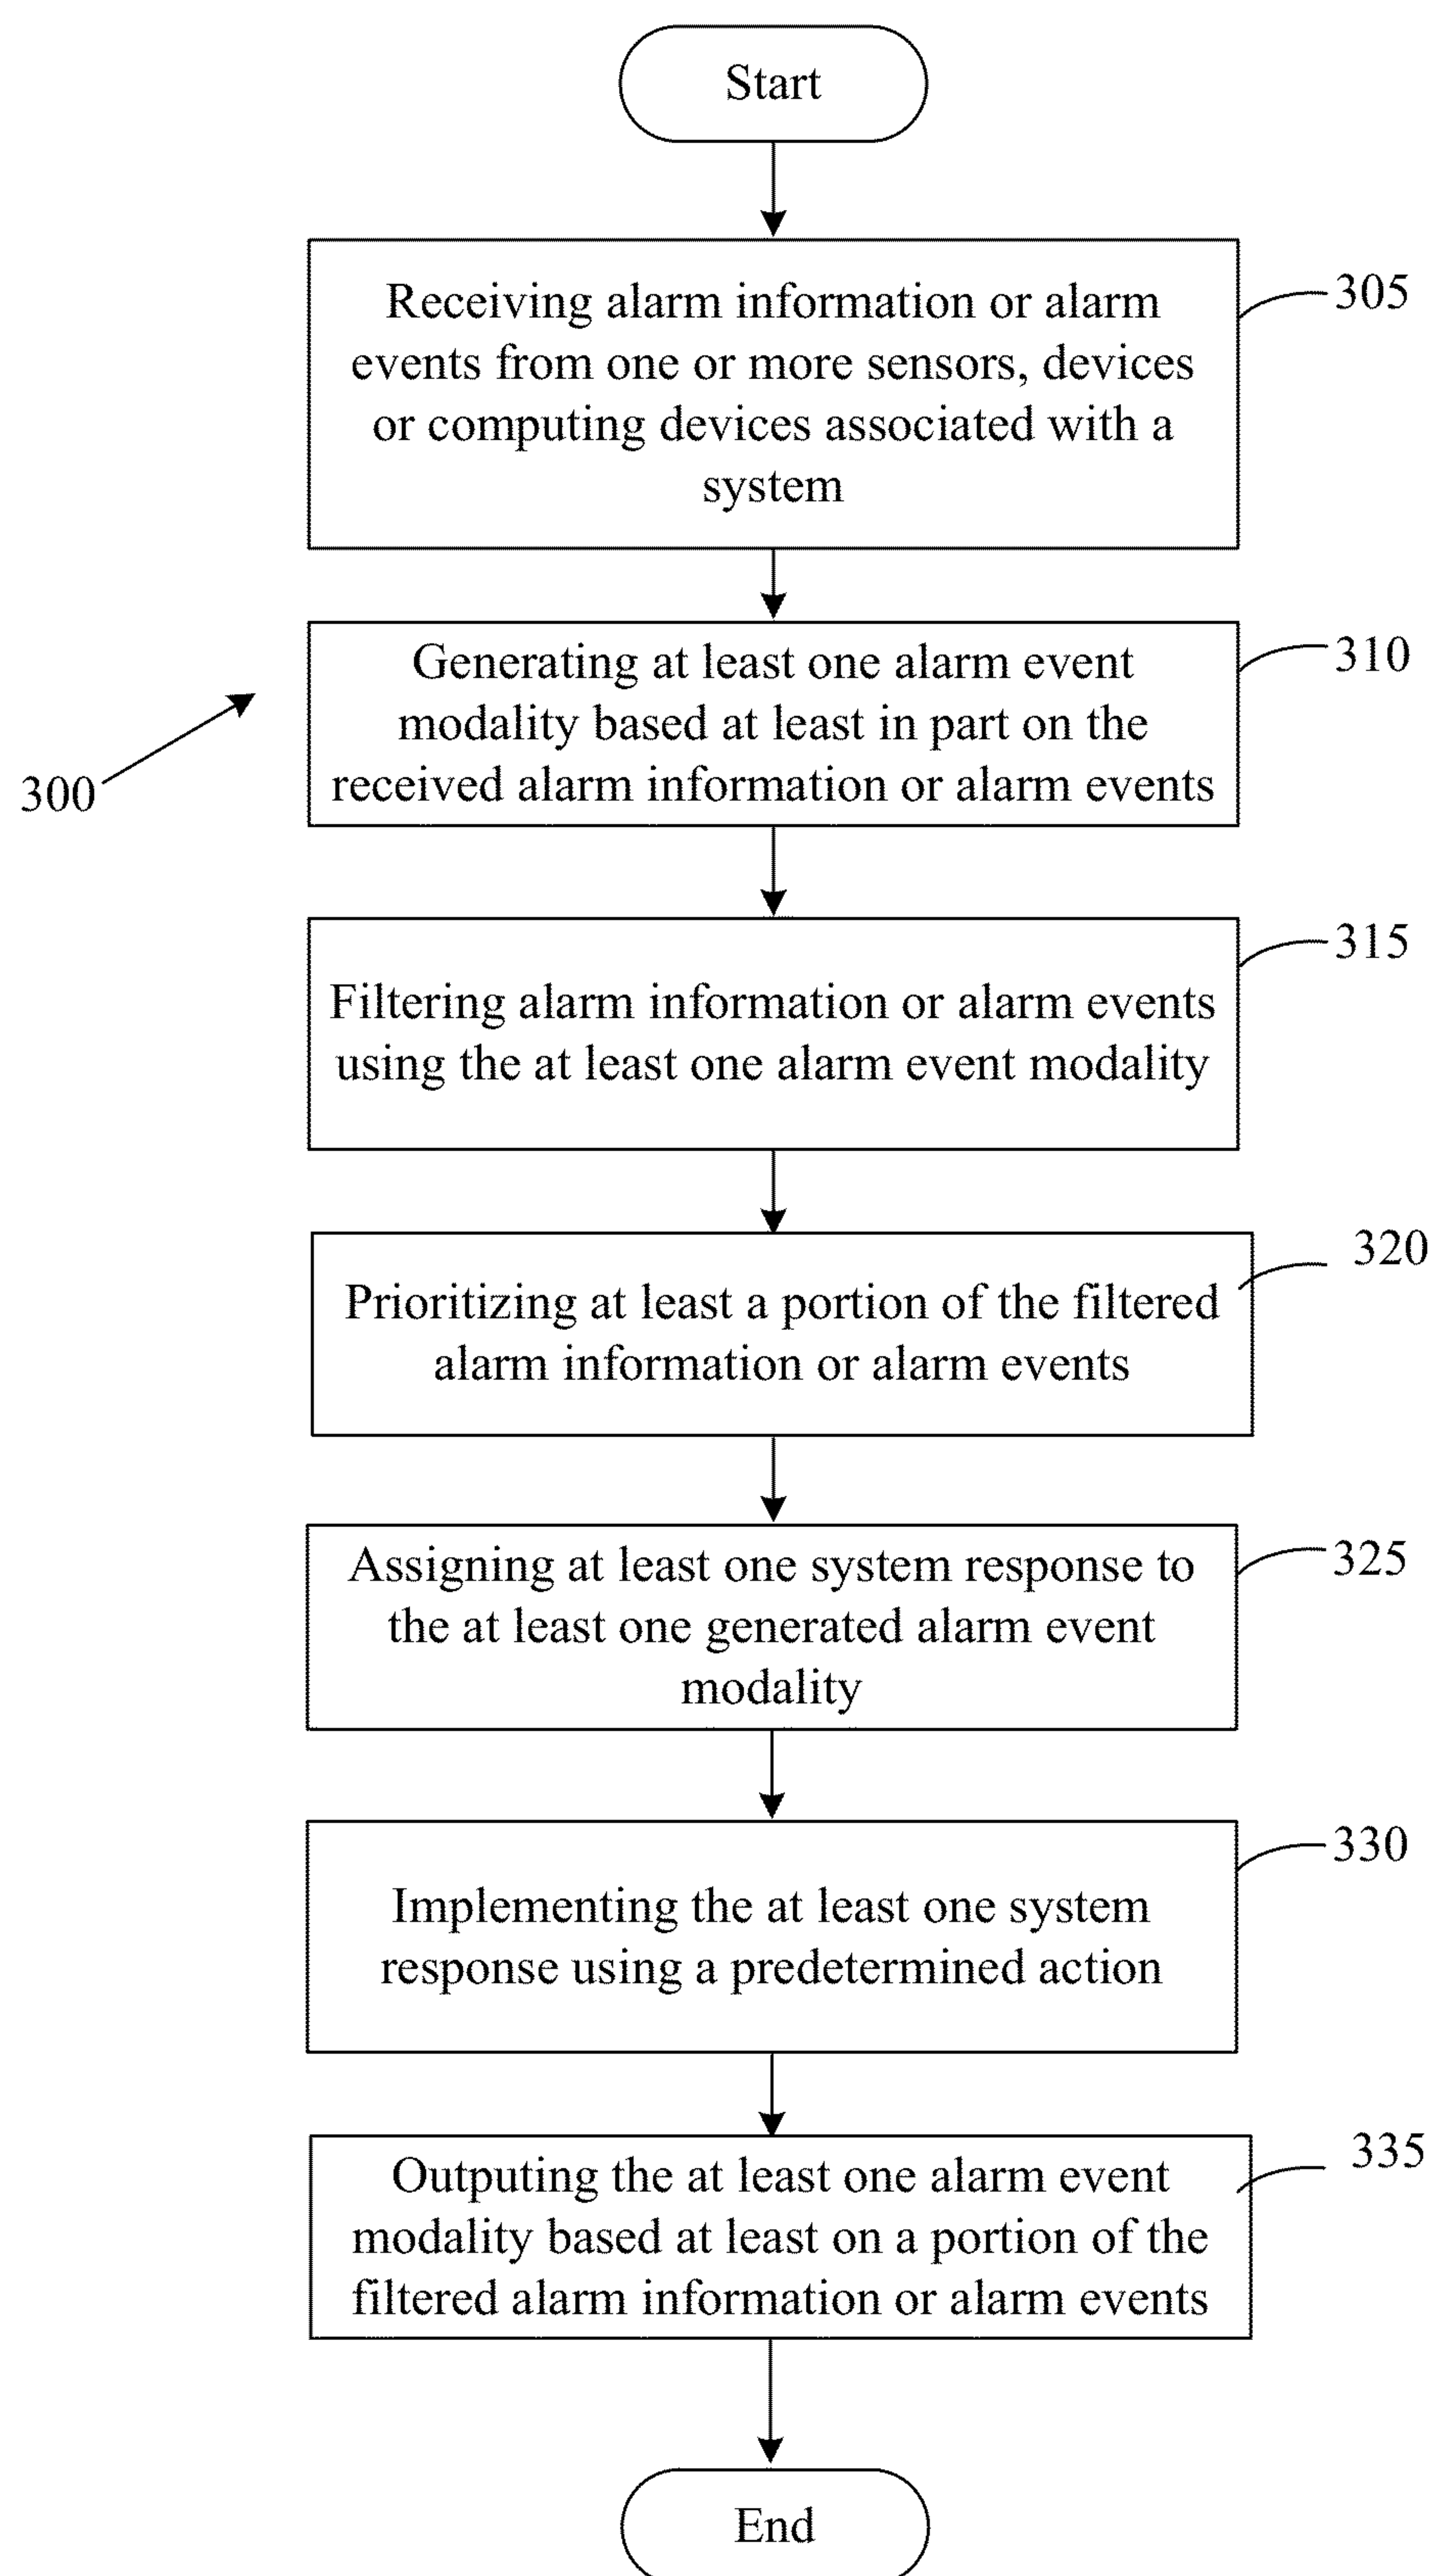 Start
Receiving alarm information or alarm
events from one or more sensors, devices
or computing devices associated with a
system
305
Generating at least one alarm event
modality based at least in part on the
received alarm information or alarm events
310
300
Filtering alarm information or alarm events
using the at least one alarm event modality
315
Prioritizing at least a portion of the filtered
alarm information or alarm events
320
Assigning at least one system response to
the at least one generated alarm event
modality
325
Implementing the at least one system
response using a predetermined action
330
Outputing the at least one alarm event
modality based at least on a portion of the
filtered alarm information or alarm events
335
End